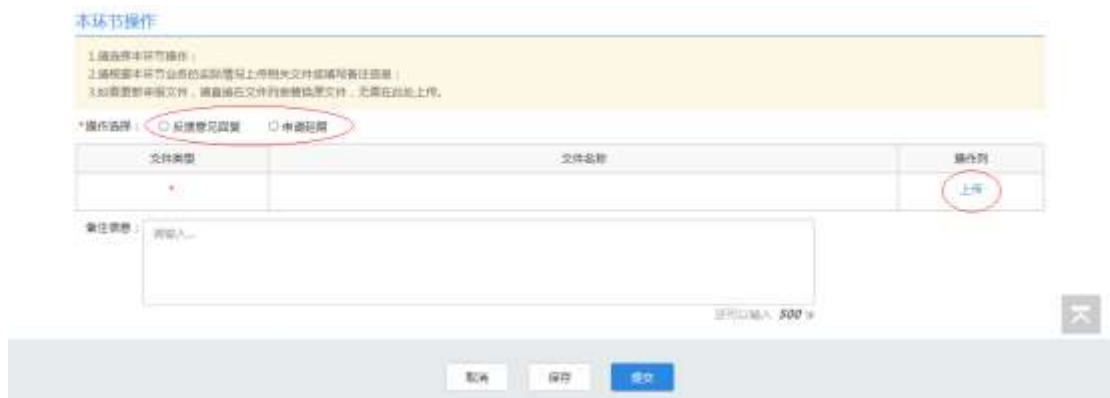 本环节操作
1.请选择本环节操作；
2.请根据本环节业务的实际情况上传相关文件或填写备注信息；
3.如需更新申报文件，请直接在文件列表替换原文件，无需在此处上传。
*操作选择： 反馈意见回复 申请延期
文件类型 文件名称 操作列
* 上传
备注信息： 请输入...
还可以输入 500 字
取消 保存 提交